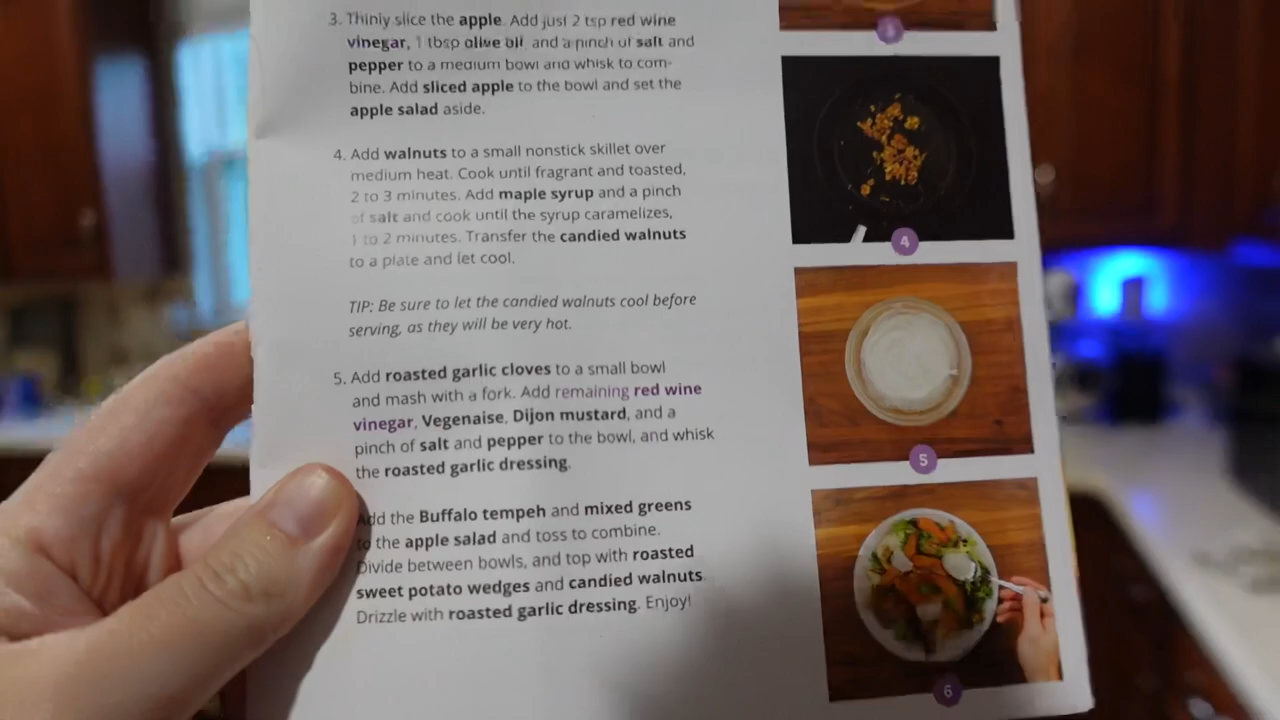 3. Thinly slice the apple. Add just 2 tsp red wine
vinegar, 1 tbsp olive oil, and a pinch of salt and
pepper to a medium bowl and whisk to com-
bine. Add sliced apple to the bowl and set the
apple salad aside.
4. Add walnuts to a small nonstick skillet over
medium heat. Cook until fragrant and toasted,
2 to 3 minutes. Add maple syrup and a pinch
of salt and cook until the syrup caramelizes,
1 to 2 minutes. Transfer the candied walnuts
to a plate and let cool.
TIP: Be sure to let the candied walnuts cool before
serving, as they will be very hot.
5. Add roasted garlic cloves to a small bowl
and mash with a fork. Add remaining red wine
vinegar, Vegenaise, Dijon mustard, and a
pinch of salt and pepper to the bowl, and whisk
the roasted garlic dressing.
Add the Buffalo tempeh and mixed greens
to the apple salad and toss to combine.
Divide between bowls, and top with roasted
sweet potato wedges and candied walnuts.
Drizzle with roasted garlic dressing. Enjoy!
3
4
5
6